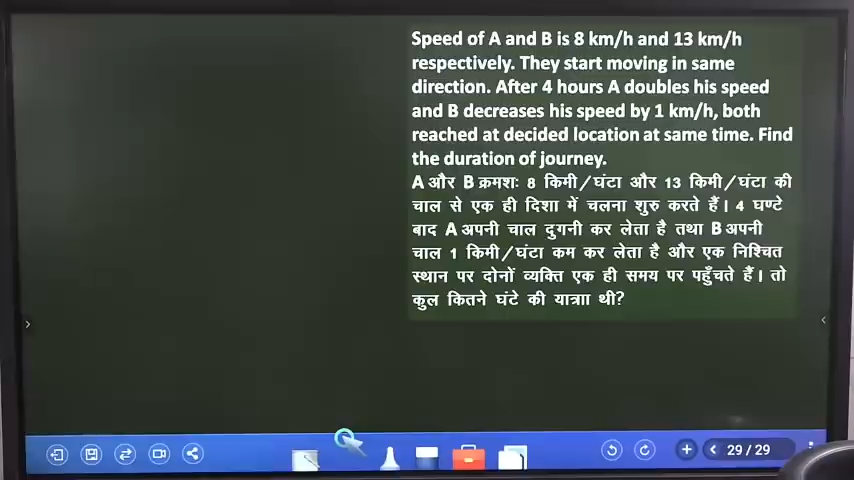 Speed of A and B is 8 km/h and 13 km/h
respectively. They start moving in same
direction. After 4 hours A doubles his speed
and B decreases his speed by 1 km/h, both
reached at decided location at same time. Find
the duration of journey.
A और B क्रमशः 8 किमी/घंटा और 13 किमी/घंटा की
चाल से एक ही दिशा में चलना शुरु करते हैं। 4 घण्टे
बाद A अपनी चाल दुगनी कर लेता है तथा B अपनी
चाल 1 किमी/घंटा कम कर लेता है और एक निश्चित
स्थान पर दोनों व्यक्ति एक ही समय पर पहुँचते हैं। तो
कुल कितने घंटे की यात्राा थी?
29 / 29